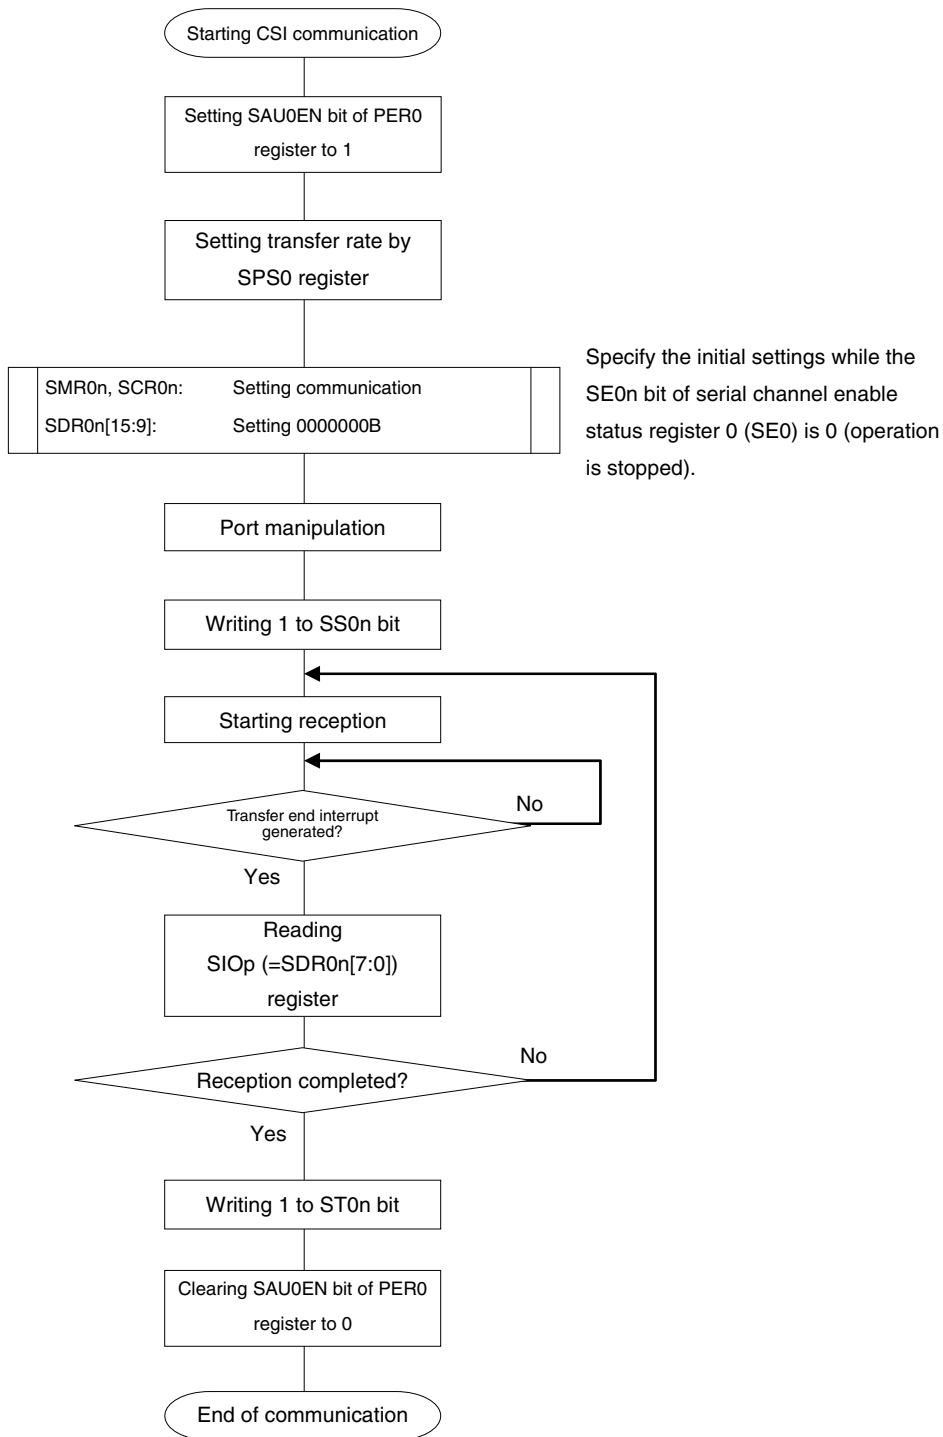 Starting CSI communication
Setting SAU0EN bit of PER0
register to 1
Setting transfer rate by
SPS0 register
SMR0n, SCR0n: Setting communication
SDR0n[15:9]: Setting 0000000B
Specify the initial settings while the
SE0n bit of serial channel enable
status register 0 (SE0) is 0 (operation
is stopped).
Port manipulation
Writing 1 to SS0n bit
Starting reception
Transfer end interrupt
generated?
No
Yes
Reading
SIOp (=SDR0n[7:0])
register
Reception completed?
No
Yes
Writing 1 to ST0n bit
Clearing SAU0EN bit of PER0
register to 0
End of communication